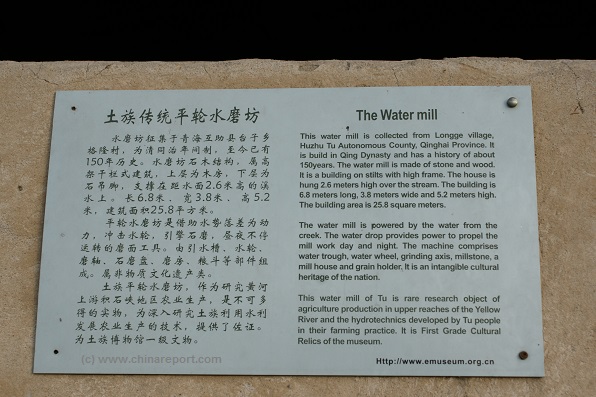 土族传统平轮水磨坊
水磨坊征集于青海互助县台子乡
格隆村，为清同治年间制，至今已有
150年历史。水磨坊石木结构，属高
架干栏式建筑，上层为木房，下层为
石吊脚，支撑在距水面2.6米高的溪
水上。长6.8米、宽3.8米、高5.2
米，建筑面积25.8平方米。
平轮水磨坊是借助水势落差为动
力，冲击水轮，引擎石磨，昼夜不停
运转的磨面工具。由引水槽、水轮、
磨轴、石磨盘、磨房、粮斗等部件组
成。属非物质文化遗产类。
土族平轮水磨坊，作为研究黄河
上游积石峡地区农业生产，是不可多
得的实物，为深入研究土族利用水利
发展农业生产的技术，提供了佐证。
为土族博物馆一级文物。
The Water mill
This water mill is collected from Longge village,
Huzhu Tu Autonomous County, Qinghai Province. It
is build in Qing Dynasty and has a history of about
150years. The water mill is made of stone and wood.
It is a building on stilts with high frame. The house is
hung 2.6 meters high over the stream. The building is
6.8 meters long, 3.8 meters wide and 5.2 meters high.
The building area is 25.8 square meters.
The water mill is powered by the water from the
creek. The water drop provides power to propel the
mill work day and night. The machine comprises
water trough, water wheel, grinding axis, millstone, a
mill house and grain holder. It is an intangible cultural
heritage of the nation.
This water mill of Tu is rare research object of
agriculture production in upper reaches of the Yellow
River and the hydrotechnics developed by Tu people
in their farming practice. It is First Grade Cultural
Relics of the museum.
Http://www.emuseum.org.cn
(c) www.chinareport.com